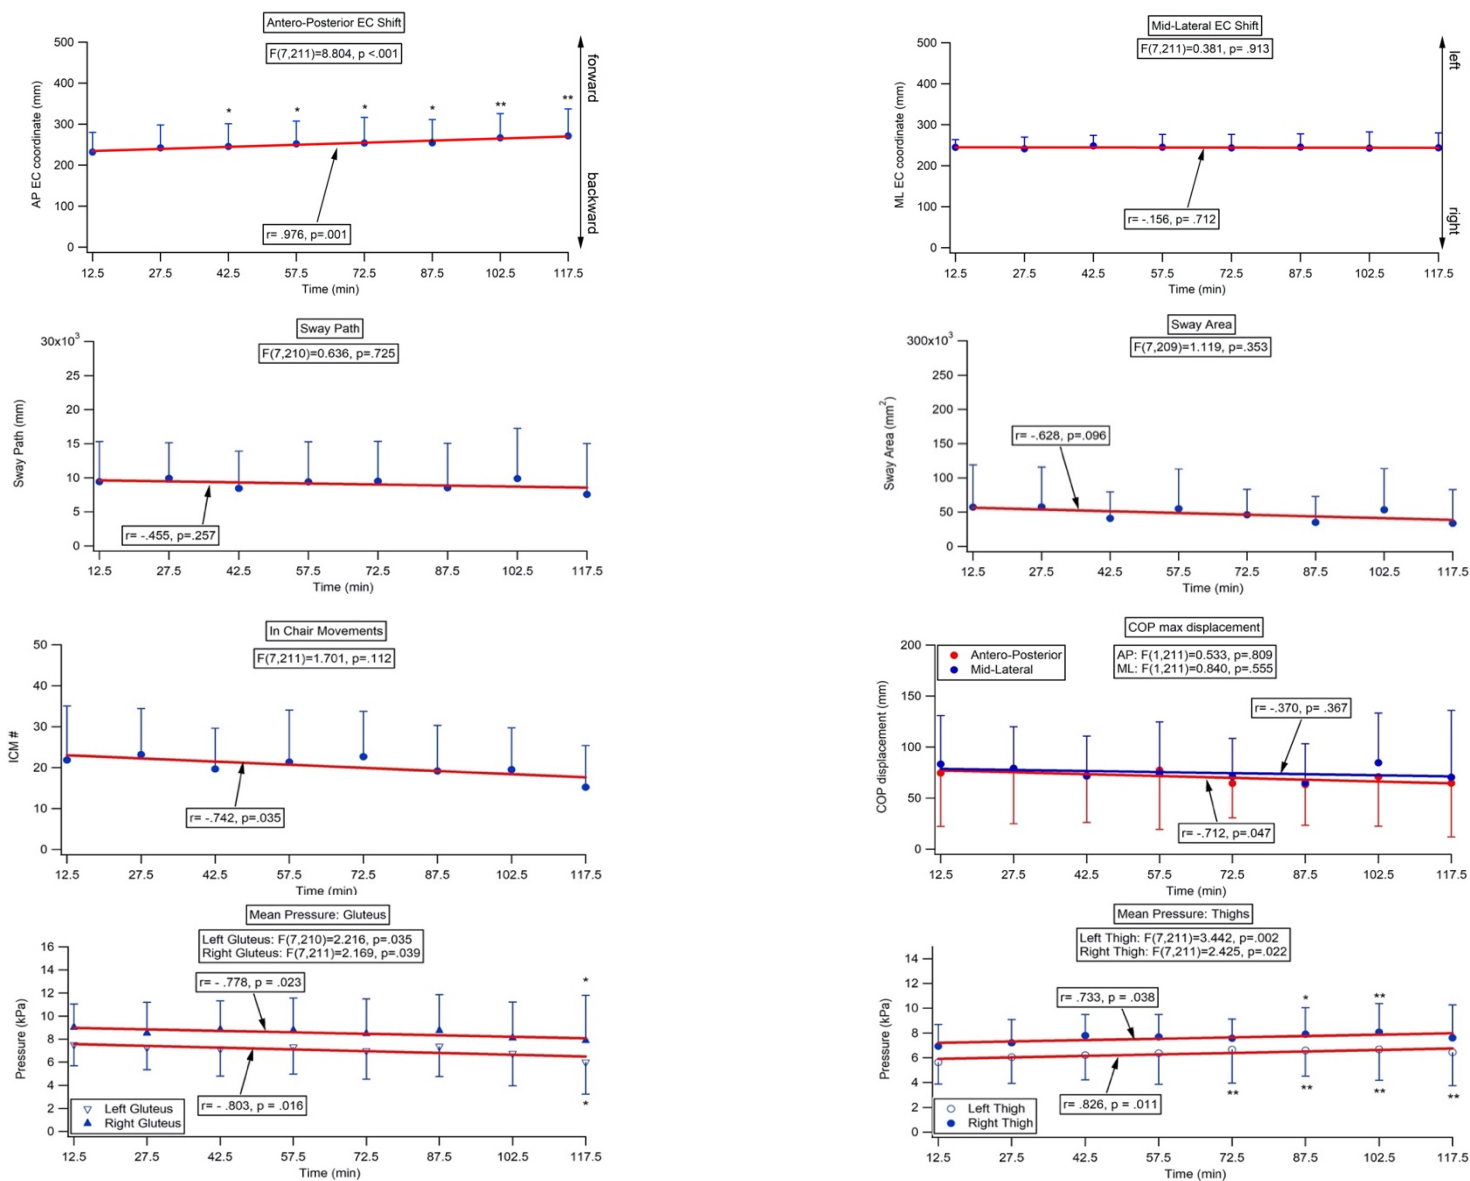 Antero-Posterior EC Shift
F(7,211)=8.804, p <.001
500
400
300
200
100
0
AP EC coordinate (mm)
* * * * ** **
r= .976, p=.001
forward
backward
12.5 27.5 42.5 57.5 72.5 87.5 102.5 117.5
Time (min)
Mid-Lateral EC Shift
F(7,211)=0.381, p= .913
500
400
300
200
100
0
ML EC coordinate (mm)
r= -.156, p= .712
left
right
12.5 27.5 42.5 57.5 72.5 87.5 102.5 117.5
Time (min)
Sway Path
F(7,210)=0.636, p=.725
30x10³
25
20
15
10
5
0
Sway Path (mm)
r= -.455, p=.257
12.5 27.5 42.5 57.5 72.5 87.5 102.5 117.5
Time (min)
Sway Area
F(7,209)=1.119, p=.353
300x10³
250
200
150
100
50
0
Sway Area (mm²)
r= -.628, p=.096
12.5 27.5 42.5 57.5 72.5 87.5 102.5 117.5
Time (min)
In Chair Movements
F(7,211)=1.701, p=.112
50
40
30
20
10
0
ICM #
r= -.742, p=.035
12.5 27.5 42.5 57.5 72.5 87.5 102.5 117.5
Time (min)
COP max displacement
AP: F(1,211)=0.533, p=.809
ML: F(1,211)=0.840, p=.555
Antero-Posterior
Mid-Lateral
200
150
100
50
0
COP displacement (mm)
r= -.370, p= .367
r= -.712, p=.047
12.5 27.5 42.5 57.5 72.5 87.5 102.5 117.5
Time (min)
Mean Pressure: Gluteus
Left Gluteus: F(7,210)=2.216, p=.035
Right Gluteus: F(7,211)=2.169, p=.039
16
14
12
10
8
6
4
2
0
Pressure (kPa)
r= - .778, p = .023
*
r= - .803, p = .016
*
Left Gluteus
Right Gluteus
12.5 27.5 42.5 57.5 72.5 87.5 102.5 117.5
Time (min)
Mean Pressure: Thighs
Left Thigh: F(7,211)=3.442, p=.002
Right Thigh: F(7,211)=2.425, p=.022
14
12
10
8
6
4
2
0
Pressure (kPa)
r= .733, p = .038
* **
r= .826, p = .011
** ** ** **
Left Thigh
Right Thigh
12.5 27.5 42.5 57.5 72.5 87.5 102.5 117.5
Time (min)